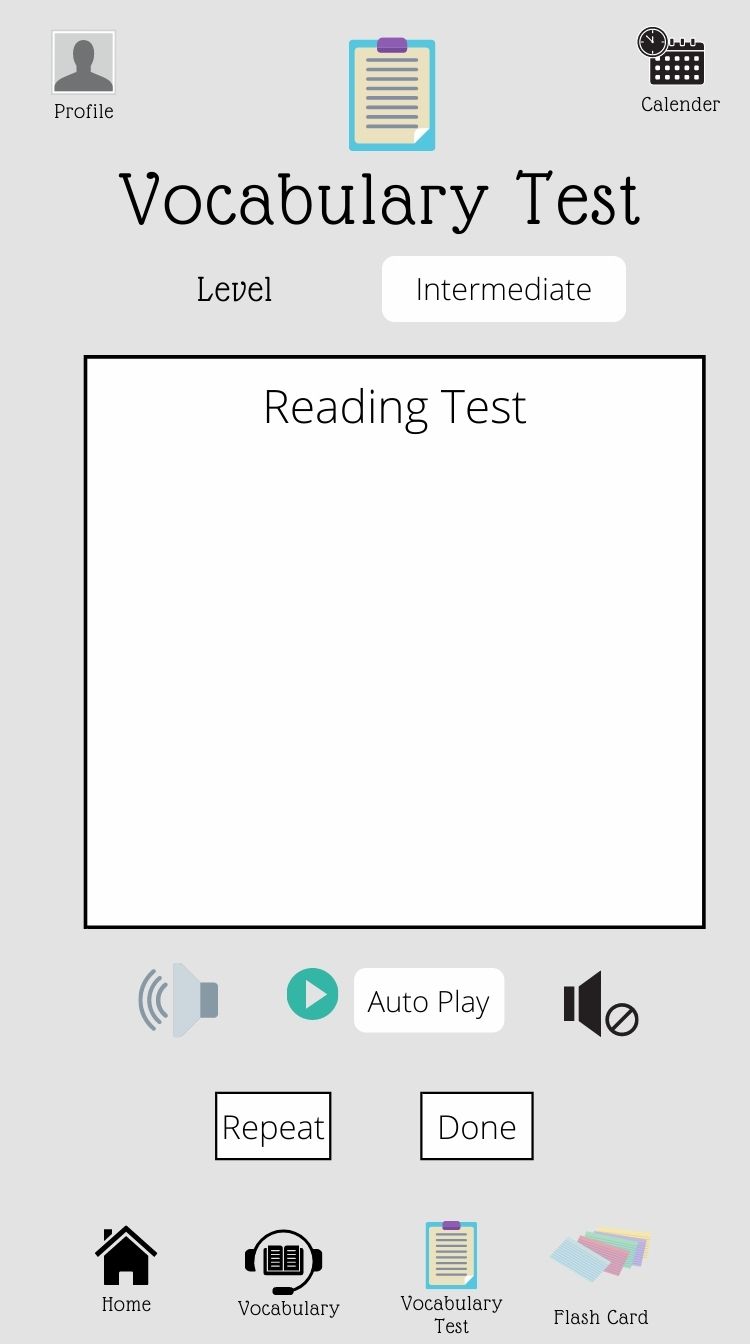 Profile
Calender
Vocabulary Test
Level
Intermediate
Reading Test
Auto Play
Repeat
Done
Home
Vocabulary
Vocabulary
Test
Flash Card